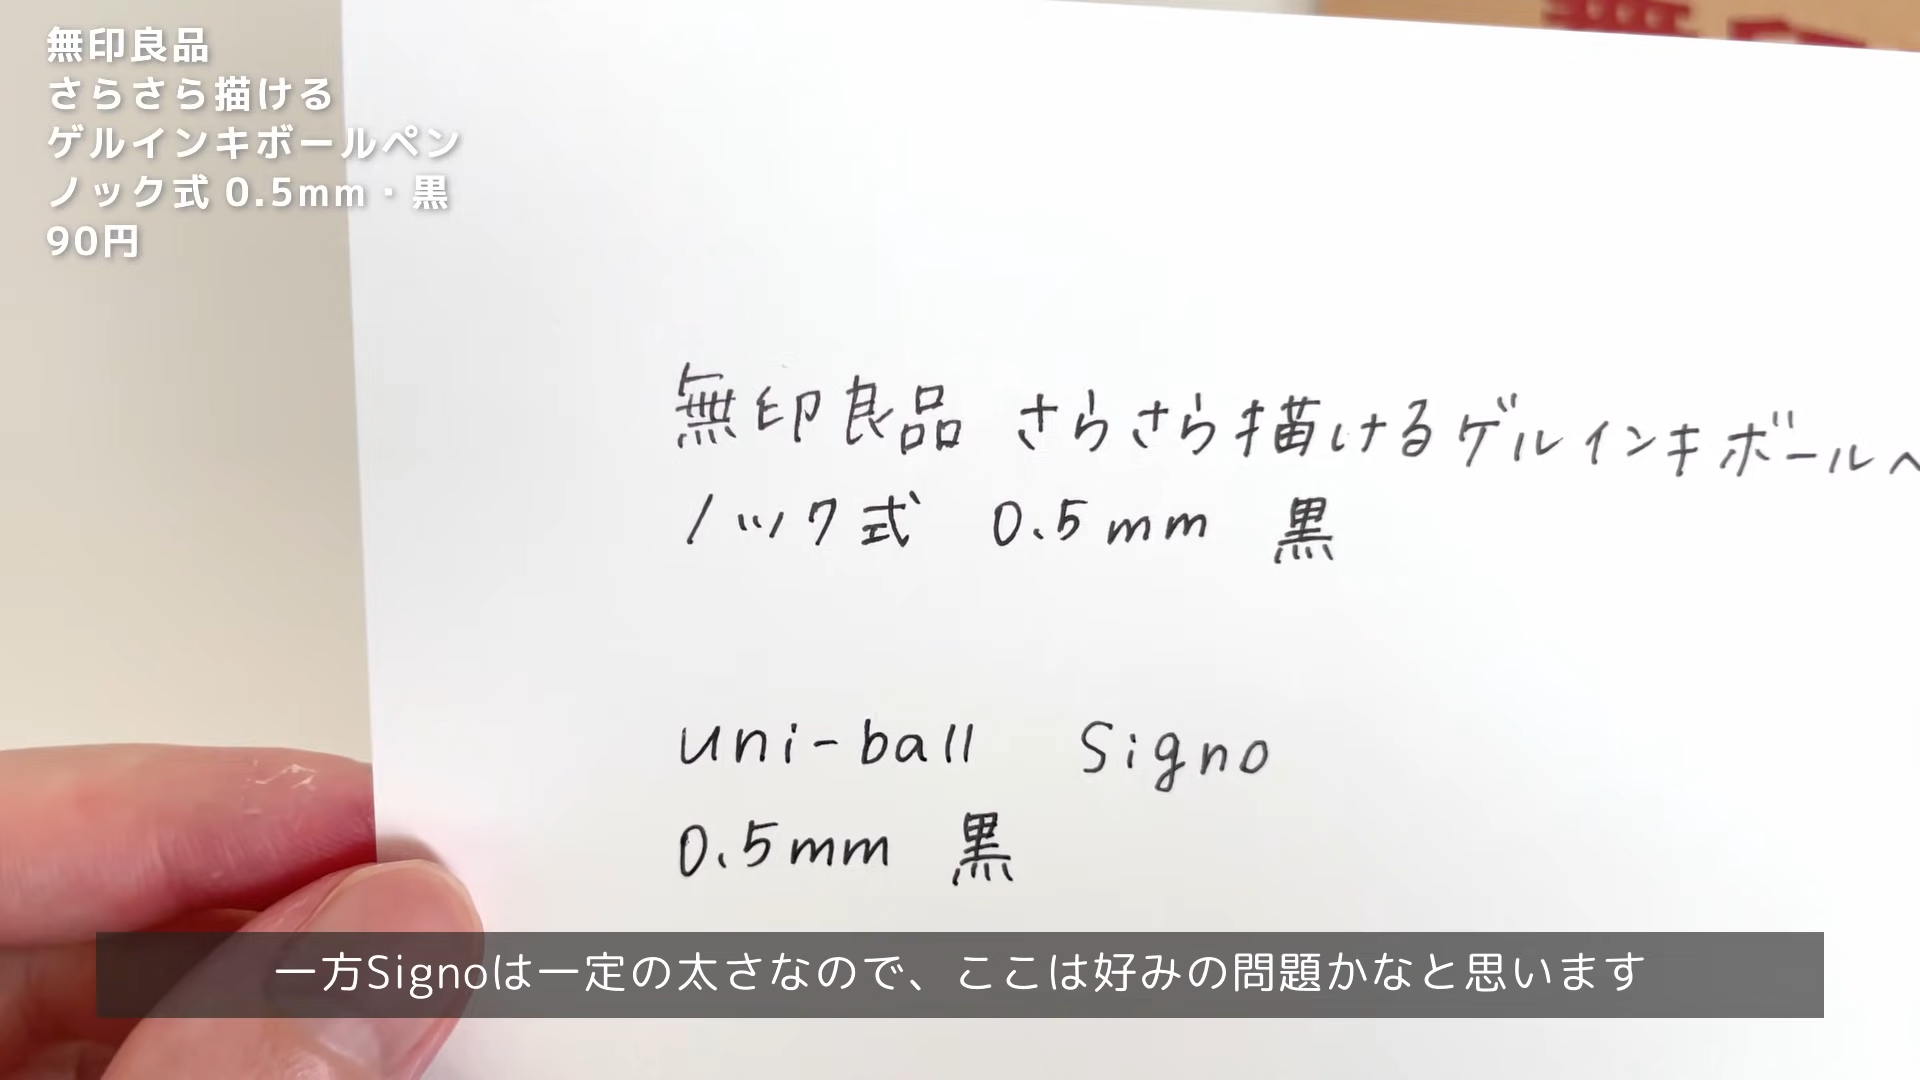 無印良品
さらさら描ける
ゲルインキボールペン
ノック式 0.5mm・黒
90円
無印良品 さらさら描けるゲルインキボールペ
ノック式 0.5mm 黒
uni-ball Signo
0.5mm 黒
一方Signoは一定の太さなので、ここは好みの問題かなと思います